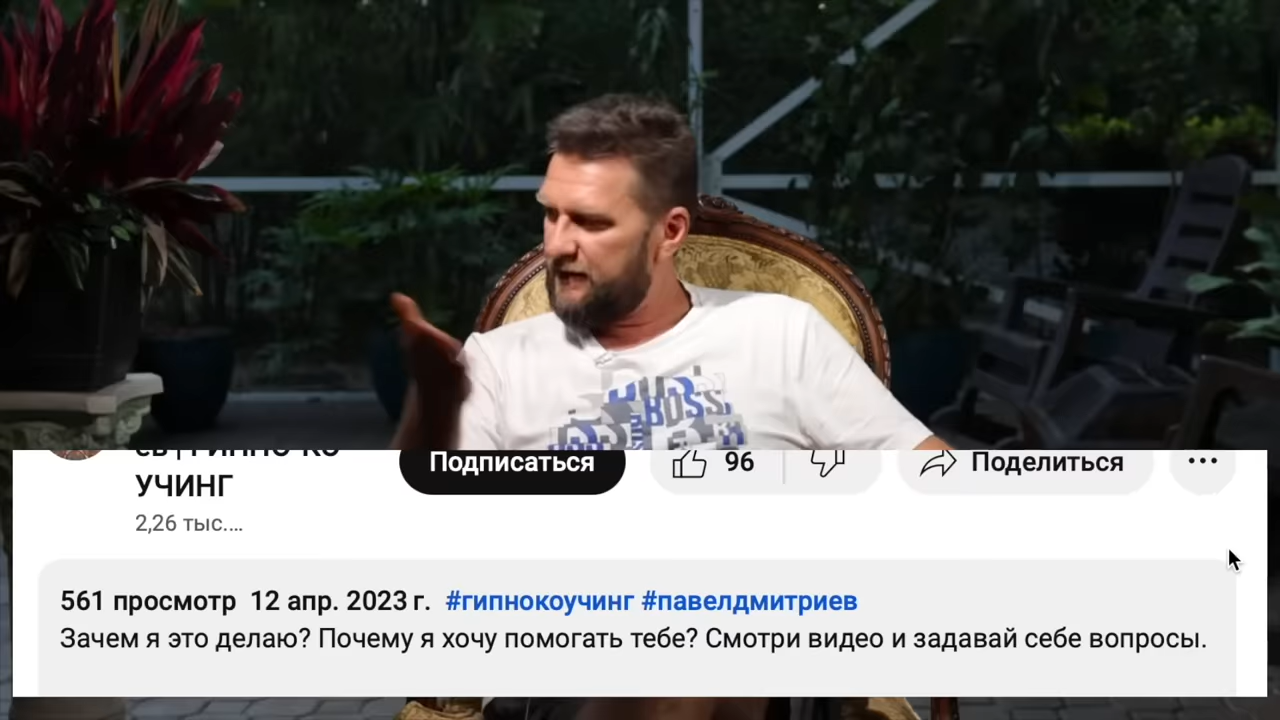 BOSS
УЧИНГ
Подписаться
96
Поделиться
2,26 тыс.…
561 просмотр 12 апр. 2023 г. #гипнокоучинг #павелдмитриев
Зачем я это делаю? Почему я хочу помогать тебе? Смотри видео и задавай себе вопросы.